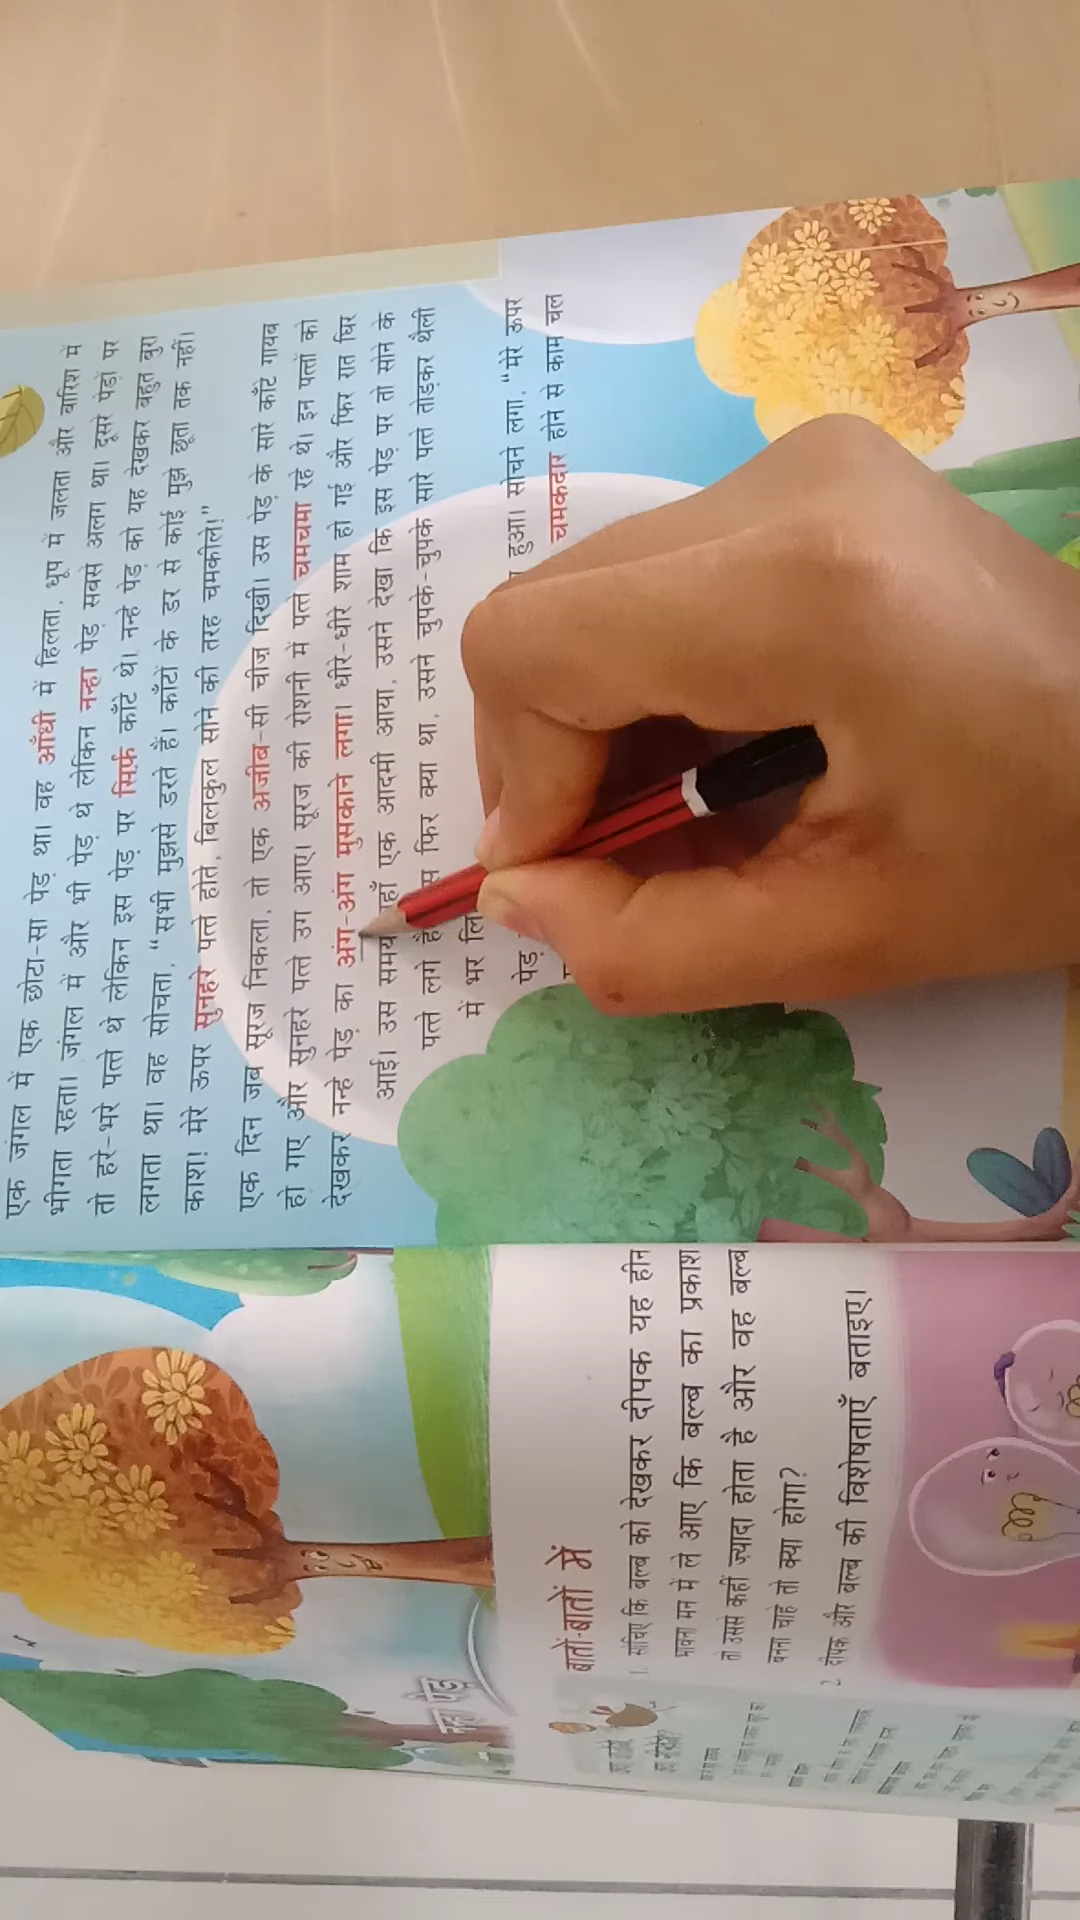 नन्हा पेड़
बातों-बातों में
1. सोचिए कि बल्ब को देखकर दीपक यह हीन
भावना मन में ले आए कि बल्ब का प्रकाश
तो उससे कहीं ज़्यादा होता है और वह बल्ब
बनना चाहे तो क्या होगा?
2. दीपक और बल्ब की विशेषताएँ बताइए।
एक जंगल में एक छोटा-सा पेड़ था। वह आँधी में हिलता, धूप में जलता और बारिश में
भीगता रहता। जंगल में और भी पेड़ थे लेकिन नन्हा पेड़ सबसे अलग था। दूसरे पेड़ों पर
तो हरे-भरे पत्ते थे लेकिन इस पेड़ पर सिर्फ़ काँटे थे। नन्हे पेड़ को यह देखकर बहुत बुरा
लगता था। वह सोचता, “सभी मुझसे डरते हैं। काँटों के डर से कोई मुझे छूता तक नहीं।
काश! मेरे ऊपर सुनहरे पत्ते होते, बिलकुल सोने की तरह चमकीले!”
एक दिन जब सूरज निकला, तो एक अजीब-सी चीज़ दिखी। उस पेड़ के सारे काँटे गायब
हो गए और सुनहरे पत्ते उग आए। सूरज की रोशनी में पत्ते चमचमा रहे थे। इन पत्तों को
देखकर नन्हे पेड़ का अंग-अंग मुसकाने लगा। धीरे-धीरे शाम हो गई और फिर रात घिर
आई। उस समय एक आदमी आया, उसने देखा कि इस पेड़ पर तो सोने के
पत्ते लगे फिर क्या था, उसने चुपके-चुपके सारे पत्ते तोड़कर थैली
में भर
पेड़ हुआ। सोचने लगा, “मेरे ऊपर
चमकदार होने से काम चल